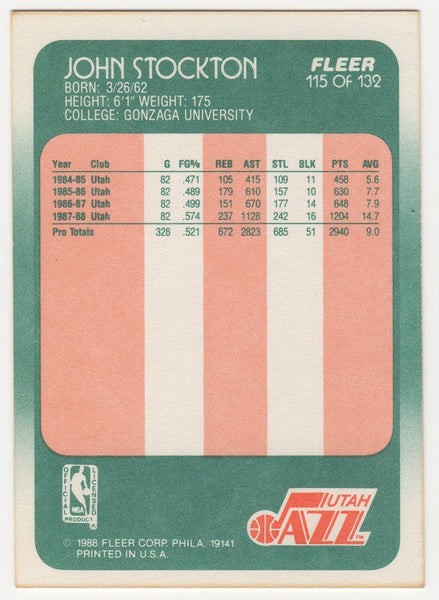 JOHN STOCKTON
BORN: 3/26/62
HEIGHT: 6'1" WEIGHT: 175
COLLEGE: GONZAGA UNIVERSITY
FLEER
115 OF 132
Year Club G FG% REB AST STL BLK PTS AVG
1984-85 Utah 82 .471 105 415 109 11 458 5.6
1985-86 Utah 82 .489 179 610 157 10 630 7.7
1986-87 Utah 82 .499 151 670 177 14 648 7.9
1987-88 Utah 82 .574 237 1128 242 16 1204 14.7
Pro Totals 328 .521 672 2823 685 51 2940 9.0
OFFICIAL
LICENSED
NBA
PRODUCT
®
UTAH
JAZZ
™
© 1988 FLEER CORP. PHILA. 19141
PRINTED IN U.S.A.